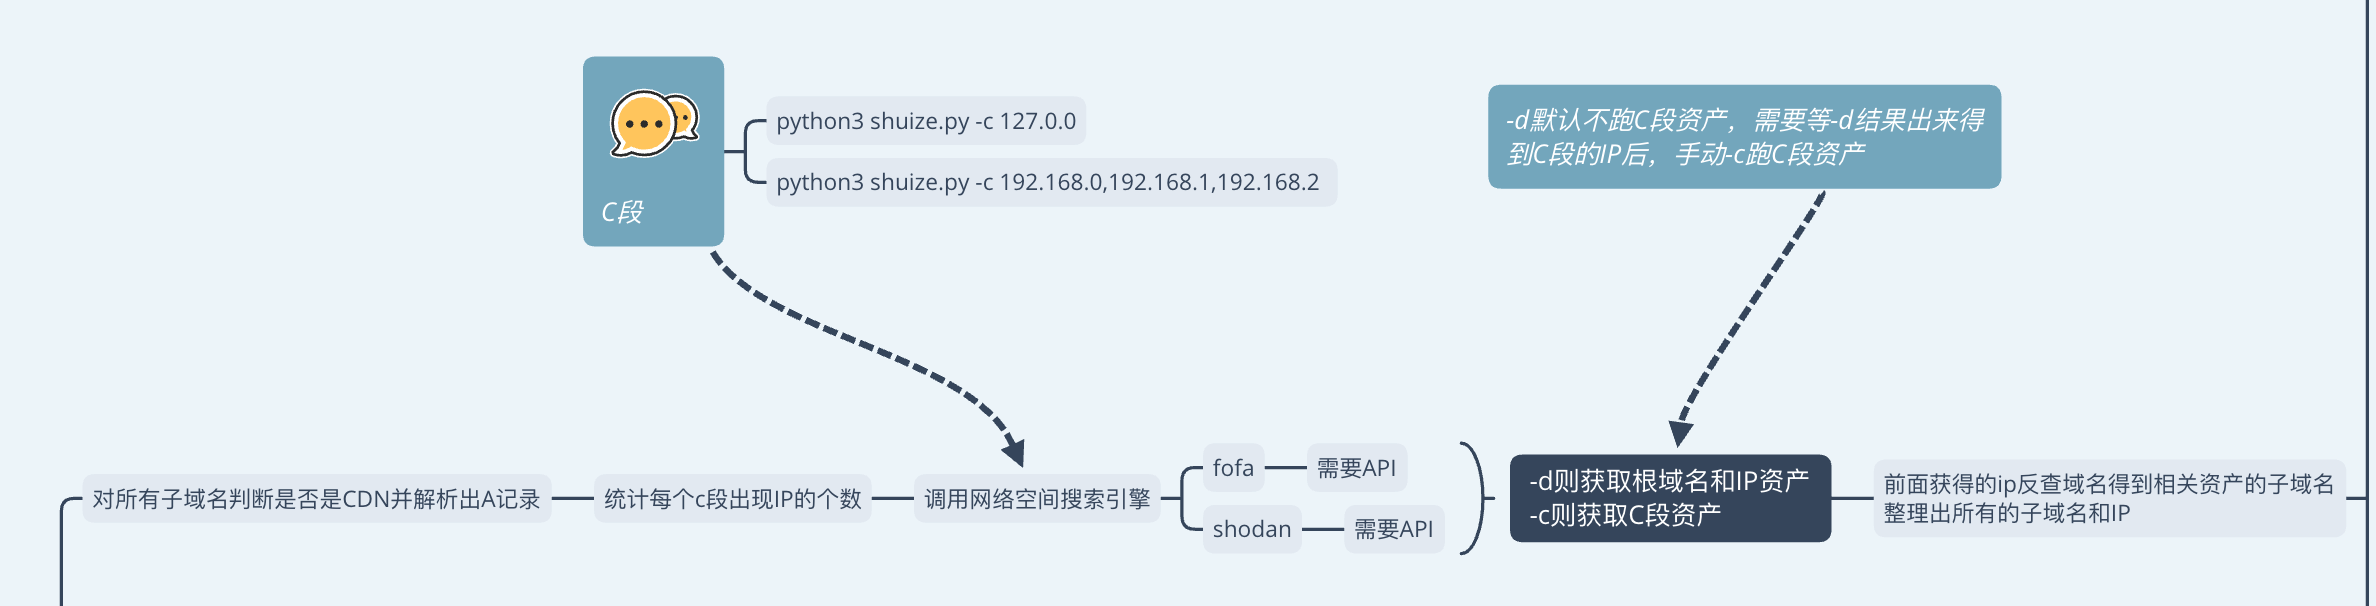 python3 shuize.py -c 127.0.0
python3 shuize.py -c 192.168.0,192.168.1,192.168.2
C段
-d默认不跑C段资产，需要等-d结果出来得
到C段的IP后，手动-c跑C段资产
对所有子域名判断是否是CDN并解析出A记录
统计每个c段出现IP的个数
调用网络空间搜索引擎
fofa
需要API
shodan
需要API
-d则获取根域名和IP资产
-c则获取C段资产
前面获得的ip反查域名得到相关资产的子域名
整理出所有的子域名和IP